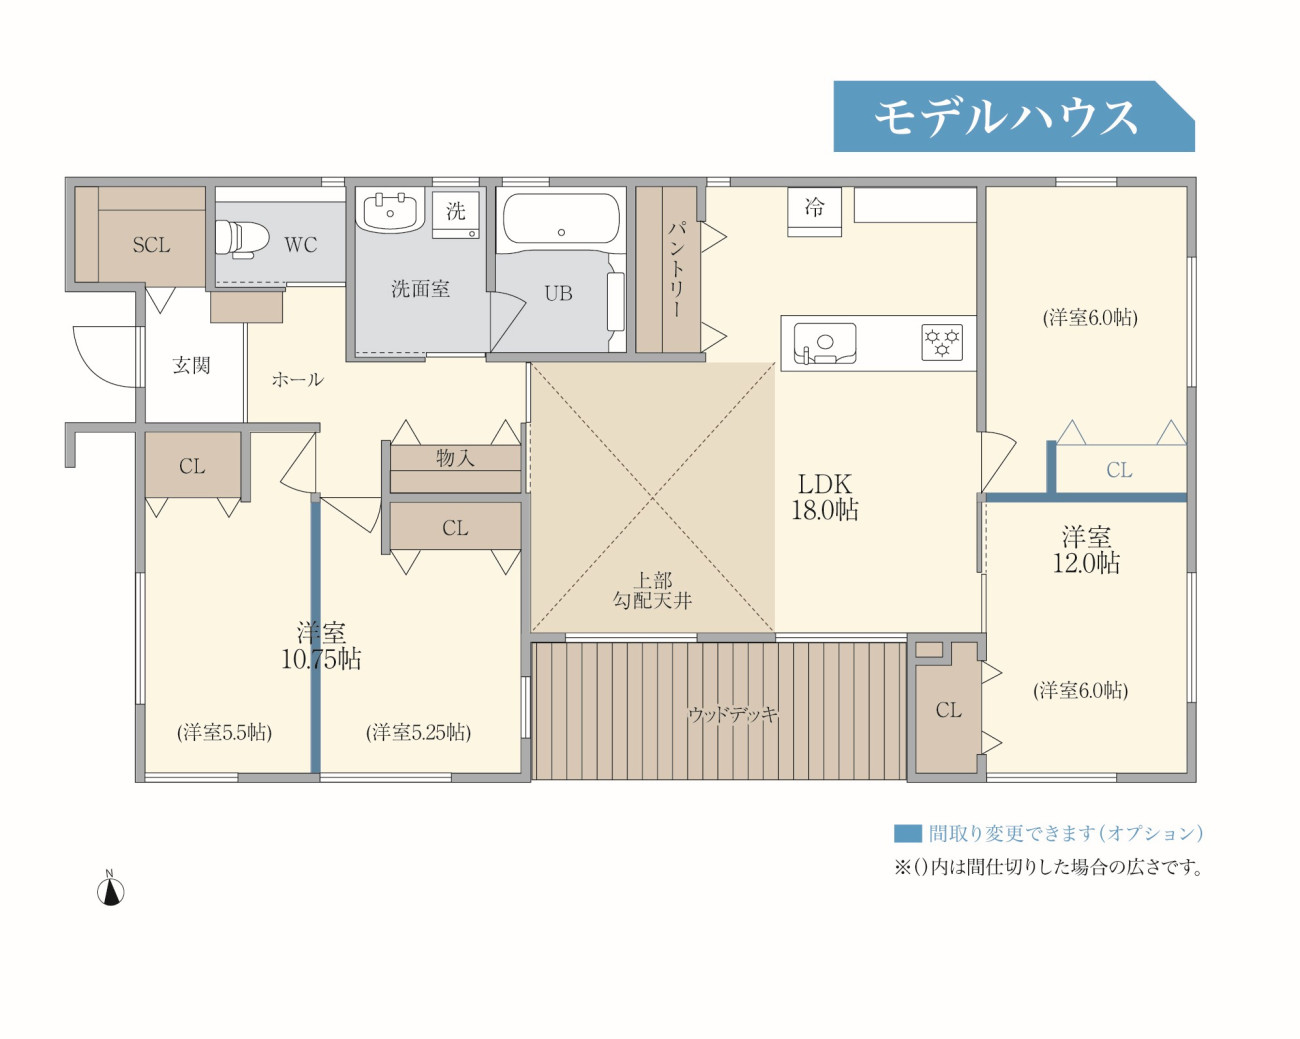 モデルハウス
SCL
WC
洗面室
洗
UB
パントリー
冷
(洋室6.0帖)
玄関
ホール
CL
物入
CL
LDK
18.0帖
CL
洋室
12.0帖
上部
勾配天井
洋室
10.75帖
(洋室5.5帖)
(洋室5.25帖)
ウッドデッキ
CL
(洋室6.0帖)
間取り変更できます(オプション)
※()内は間仕切りした場合の広さです。
N